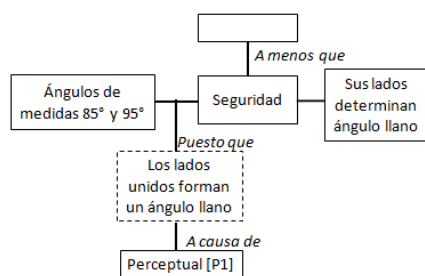 A menos que
Ángulos de
medidas 85° y 95°
Seguridad
Sus lados
determinan
ángulo llano
Puesto que
Los lados
unidos forman
un ángulo llano
A causa de
Perceptual [P1]